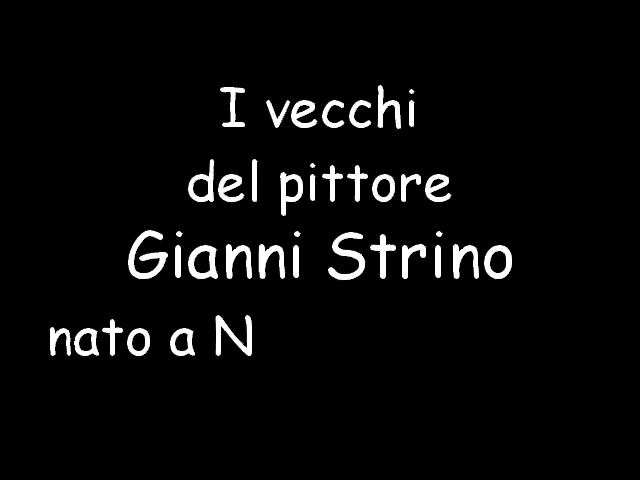 I vecchi
del pittore
Gianni Strino
nato a N